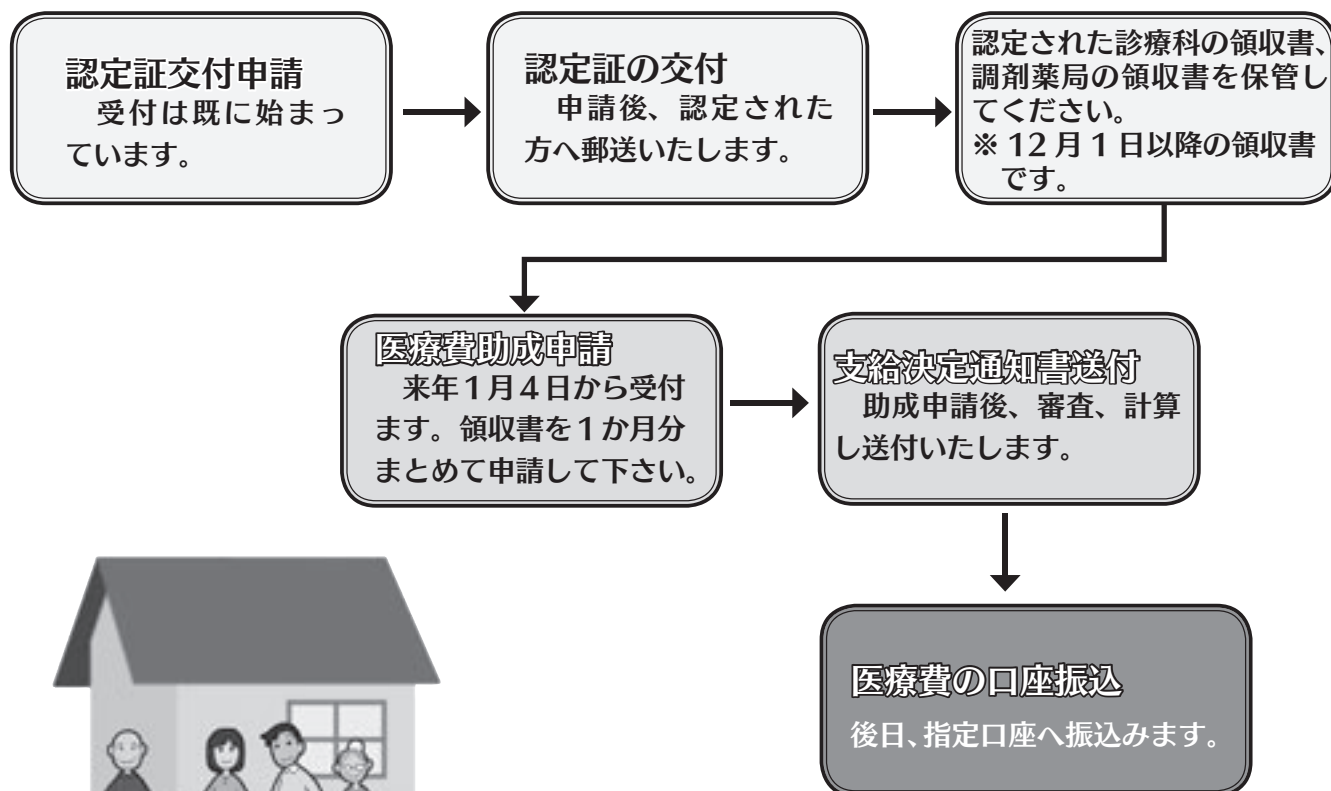 認定証交付申請
受付は既に始まっ
ています。
認定証の交付
申請後、認定された
方へ郵送いたします。
認定された診療科の領収書、
調剤薬局の領収書を保管し
てください。
※ 12 月 1 日以降の領収書
です。
医療費助成申請
来年１月４日から受付
ます。領収書を１か月分
まとめて申請して下さい。
支給決定通知書送付
助成申請後、審査、計算
し送付いたします。
医療費の口座振込
後日、指定口座へ振込みます。